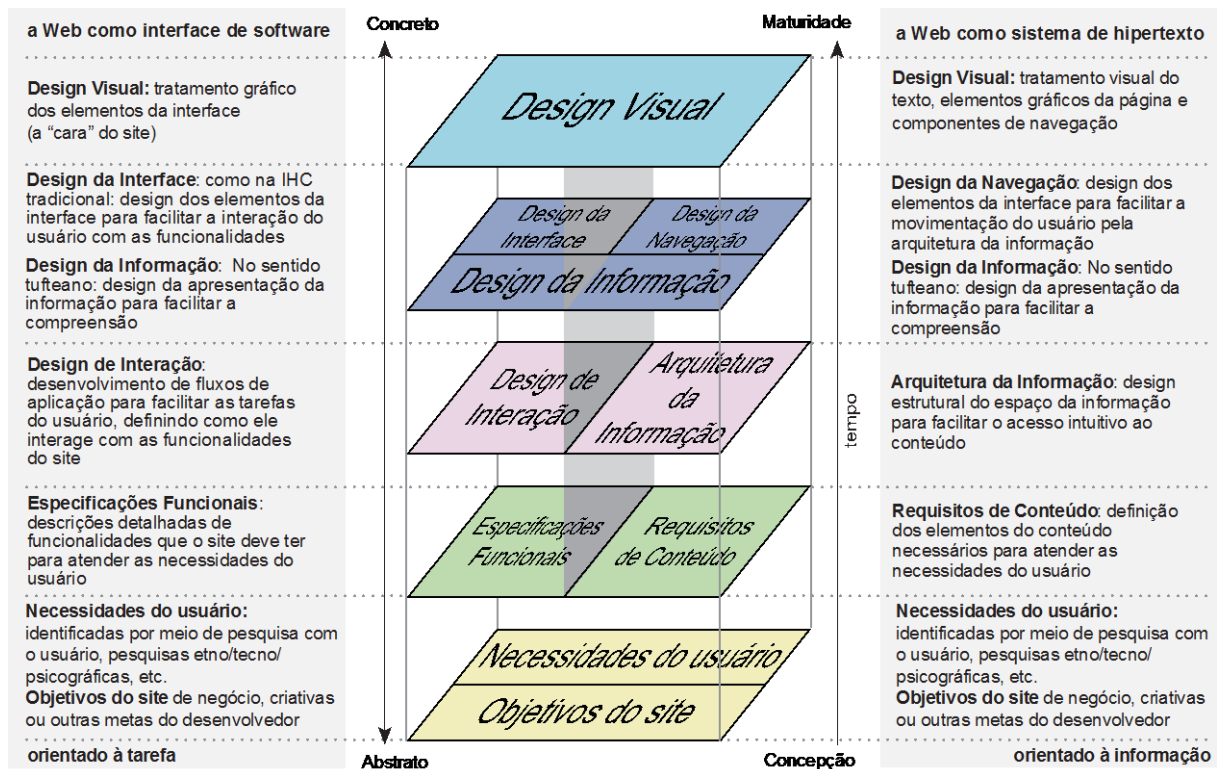 a Web como interface de software
Design Visual: tratamento gráfico
dos elementos da interface
(a “cara” do site)
Design da Interface: como na IHC
tradicional: design dos elementos da
interface para facilitar a interação do
usuário com as funcionalidades
Design da Informação: No sentido
tufteano: design da apresentação da
informação para facilitar a
compreensão
Design de Interação:
desenvolvimento de fluxos de
aplicação para facilitar as tarefas
do usuário, definindo como ele
interage com as funcionalidades
do site
Especificações Funcionais:
descrições detalhadas de
funcionalidades que o site deve ter
para atender as necessidades do
usuário
Necessidades do usuário:
identificadas por meio de pesquisa com
o usuário, pesquisas etno/tecno/
psicográficas, etc.
Objetivos do site de negócio, criativas
ou outras metas do desenvolvedor
orientado à tarefa
Concreto
Maturidade
Design Visual
Design da
Interface
Design da
Navegação
Design da Informação
Design de
Interação
Arquitetura
da
Informação
Especificações
Funcionais
Requisitos
de Conteúdo
Necessidades do usuário
Objetivos do site
tempo
Abstrato
Concepção
a Web como sistema de hipertexto
Design Visual: tratamento visual do
texto, elementos gráficos da página e
componentes de navegação
Design da Navegação: design dos
elementos da interface para facilitar a
movimentação do usuário pela
arquitetura da informação
Design da Informação: No sentido
tufteano: design da apresentação da
informação para facilitar a
compreensão
Arquitetura da Informação: design
estrutural do espaço da informação
para facilitar o acesso intuitivo ao
conteúdo
Requisitos de Conteúdo: definição
dos elementos do conteúdo
necessários para atender as
necessidades do usuário
Necessidades do usuário:
identificadas por meio de pesquisa com
o usuário, pesquisas etno/tecno/
psicográficas, etc.
Objetivos do site de negócio, criativas
ou outras metas do desenvolvedor
orientado à informação